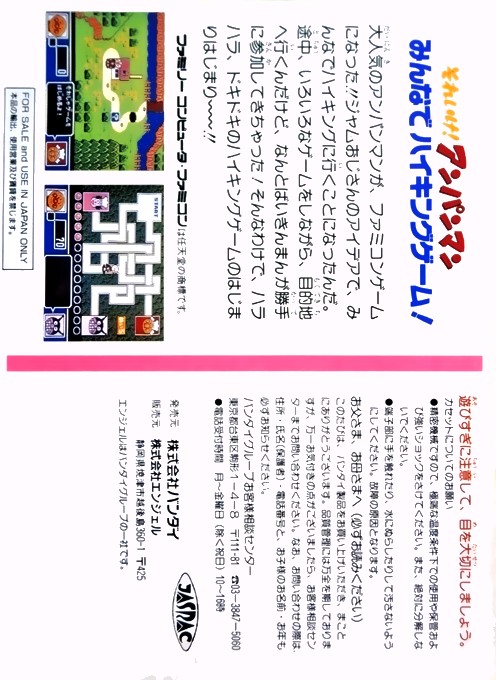 それいけ!アンパンマン
みんなでハイキングゲーム!
大人気のアンパンマンが、ファミコンゲーム
になった!!ジャムおじさんのアイデアで、み
んなでハイキングに行くことになったんだ。
途中、いろいろなゲームをしながら、目的地
へ行くんだけど、なんとばいきんまんが勝手
に参加してきちゃった!そんなわけで、ハラ
ハラ、ドキドキのハイキングゲームのはじま
りはじまり〜〜!!
START
70
0
ファミリーコンピュータ・ファミコンは任天堂の商標です。
FOR SALE and USE IN JAPAN ONLY
本品の輸出、使用営業及び賃貸を禁じます。
遊びすぎに注意して、目を大切にしましょう。
カセットについてのお願い
●精密機械ですので、極端な温度条件下での使用や保管およ
び強いショックをさけてください。また、絶対に分解しな
いでください。
●端子部に手を触れたり、水にぬらしたりして汚さないよう
にしてください。故障の原因となります。
お父さま、お母さまへ(必ずお読みください)
このたびは、バンダイ製品をお買い上げいただき、まこと
にありがとうございます。品質管理には万全を期しておりま
すが、万一お気付きの点がございましたら、お客様相談セン
ターまでお問い合わせください。なお、お問い合わせの際は、
住所・氏名(保護者)・電話番号と、お子様のお名前・お年も
必ずお知らせください。
バンダイグループお客様相談センター
東京都台東区駒形1-4-8 〒111-81 ☎03-3847-5060
●電話受付時間 月〜金曜日(除く祝日)10〜16時
発売元 株式会社バンダイ
販売元 株式会社エンジェル
静岡県焼津市越後島360-1 〒425
エンジェルはバンダイグループの一社です。
JASRAC